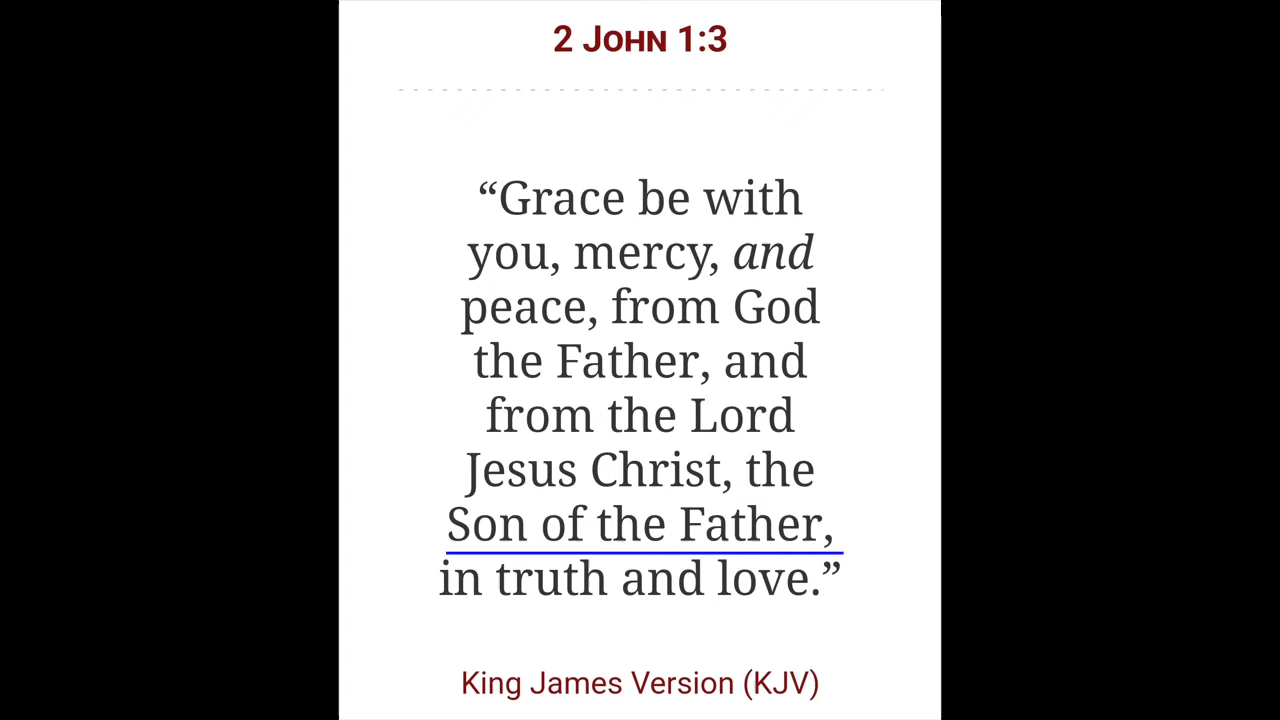 2 John 1:3
“Grace be with
you, mercy, and
peace, from God
the Father, and
from the Lord
Jesus Christ, the
Son of the Father,
in truth and love.”
King James Version (KJV)